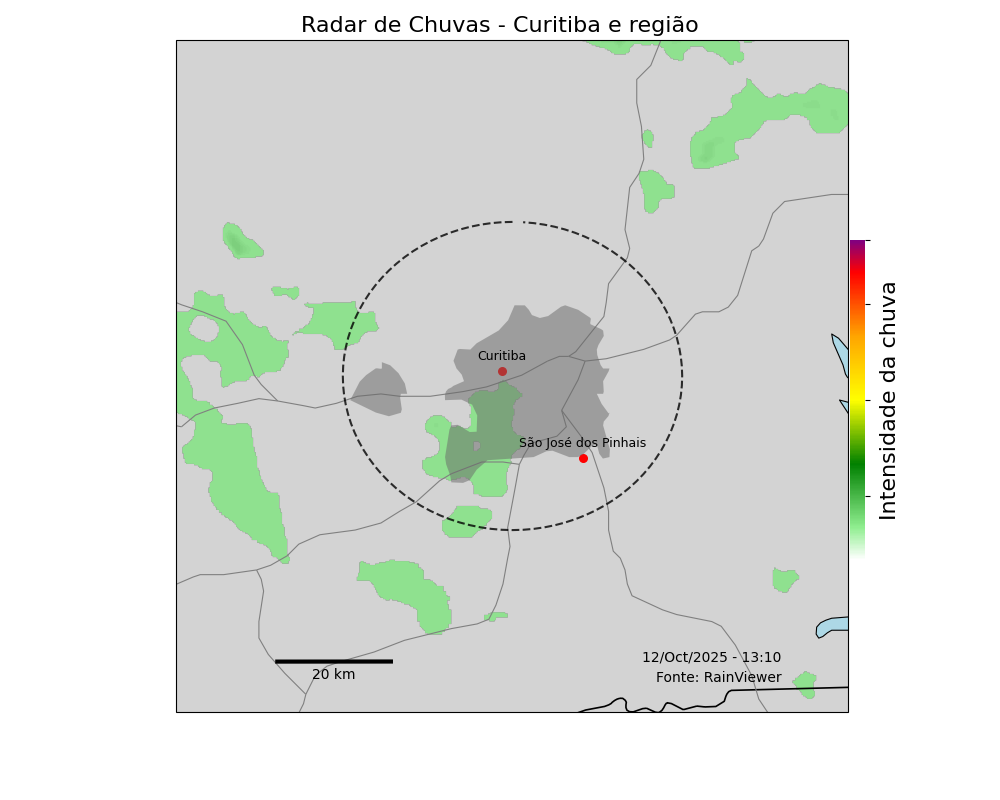 Radar de Chuvas - Curitiba e região
Curitiba
São José dos Pinhais
Intensidade da chuva
12/Oct/2025 - 13:10
Fonte: RainViewer
20 km